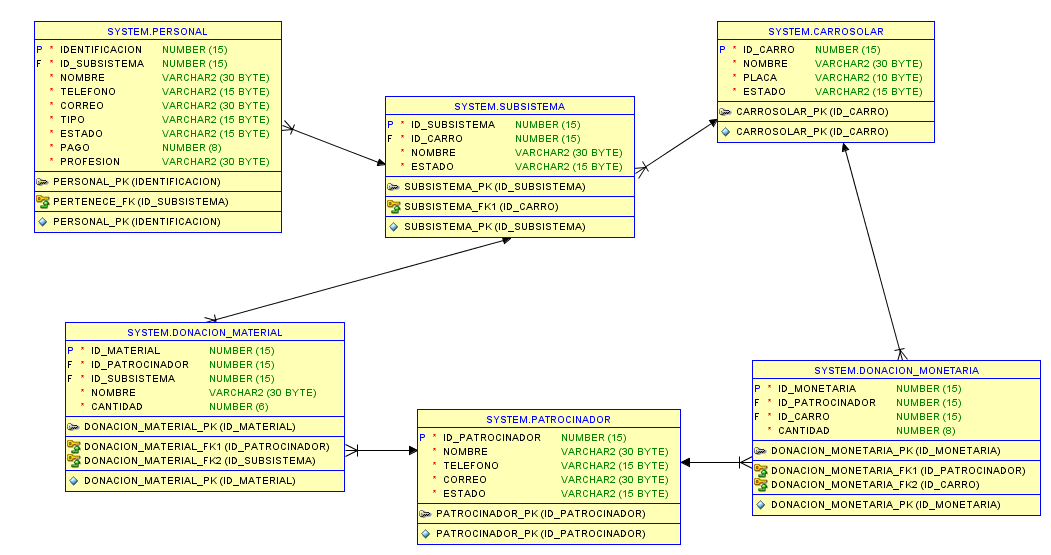 SYSTEM.PERSONAL
P * IDENTIFICACION NUMBER (15)
F * ID_SUBSISTEMA NUMBER (15)
* NOMBRE VARCHAR2 (30 BYTE)
* TELEFONO VARCHAR2 (15 BYTE)
* CORREO VARCHAR2 (30 BYTE)
* TIPO VARCHAR2 (15 BYTE)
* ESTADO VARCHAR2 (15 BYTE)
* PAGO NUMBER (8)
* PROFESION VARCHAR2 (30 BYTE)
PERSONAL_PK (IDENTIFICACION)
PERTENECE_FK (ID_SUBSISTEMA)
PERSONAL_PK (IDENTIFICACION)
SYSTEM.SUBSISTEMA
P * ID_SUBSISTEMA NUMBER (15)
F * ID_CARRO NUMBER (15)
* NOMBRE VARCHAR2 (30 BYTE)
* ESTADO VARCHAR2 (15 BYTE)
SUBSISTEMA_PK (ID_SUBSISTEMA)
SUBSISTEMA_FK1 (ID_CARRO)
SUBSISTEMA_PK (ID_SUBSISTEMA)
SYSTEM.CARROSOLAR
P * ID_CARRO NUMBER (15)
* NOMBRE VARCHAR2 (30 BYTE)
* PLACA VARCHAR2 (10 BYTE)
* ESTADO VARCHAR2 (15 BYTE)
CARROSOLAR_PK (ID_CARRO)
CARROSOLAR_PK (ID_CARRO)
SYSTEM.DONACION_MATERIAL
P * ID_MATERIAL NUMBER (15)
F * ID_PATROCINADOR NUMBER (15)
F * ID_SUBSISTEMA NUMBER (15)
* NOMBRE VARCHAR2 (30 BYTE)
* CANTIDAD NUMBER (6)
DONACION_MATERIAL_PK (ID_MATERIAL)
DONACION_MATERIAL_FK1 (ID_PATROCINADOR)
DONACION_MATERIAL_FK2 (ID_SUBSISTEMA)
DONACION_MATERIAL_PK (ID_MATERIAL)
SYSTEM.PATROCINADOR
P * ID_PATROCINADOR NUMBER (15)
* NOMBRE VARCHAR2 (30 BYTE)
* TELEFONO VARCHAR2 (15 BYTE)
* CORREO VARCHAR2 (30 BYTE)
* ESTADO VARCHAR2 (15 BYTE)
PATROCINADOR_PK (ID_PATROCINADOR)
PATROCINADOR_PK (ID_PATROCINADOR)
SYSTEM.DONACION_MONETARIA
P * ID_MONETARIA NUMBER (15)
F * ID_PATROCINADOR NUMBER (15)
F * ID_CARRO NUMBER (15)
* CANTIDAD NUMBER (8)
DONACION_MONETARIA_PK (ID_MONETARIA)
DONACION_MONETARIA_FK1 (ID_PATROCINADOR)
DONACION_MONETARIA_FK2 (ID_CARRO)
DONACION_MONETARIA_PK (ID_MONETARIA)